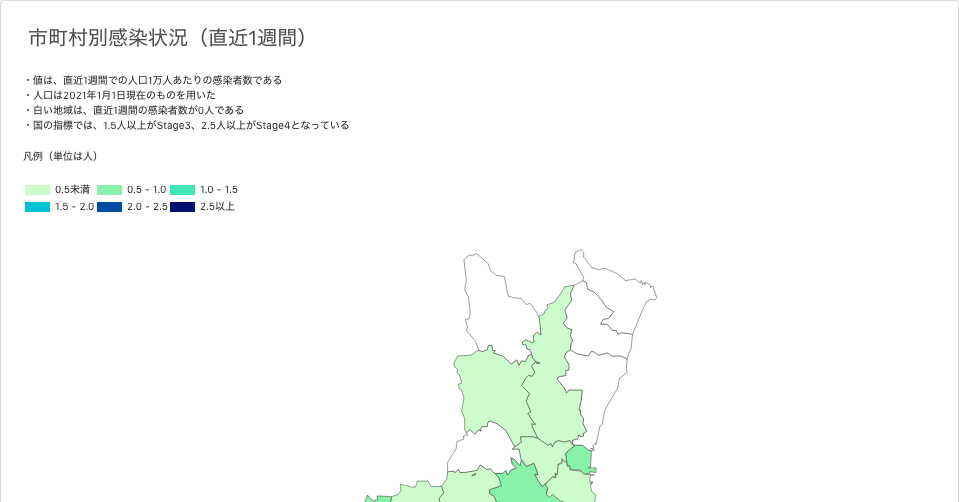 市町村別感染状況（直近1週間）
・値は、直近1週間での人口1万人あたりの感染者数である
・人口は2021年1月1日現在のものを用いた
・白い地域は、直近1週間の感染者数が0人である
・国の指標では、1.5人以上がStage3、2.5人以上がStage4となっている
凡例（単位は人）
0.5未満 0.5 - 1.0 1.0 - 1.5
1.5 - 2.0 2.0 - 2.5 2.5以上